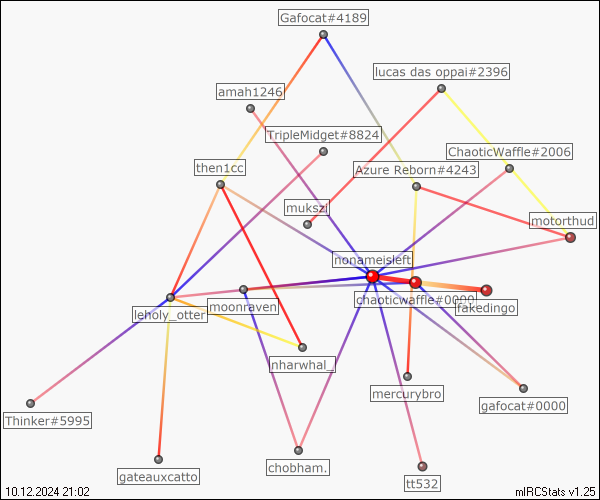 Gafocat#4189
lucas das oppai#2396
amah1246
TripleMidget#8824
ChaoticWaffle#2006
then1cc
Azure Reborn#4243
mukszi
motorthud
nonameisleft
chaoticwaffle#0000
fakedingo
leholy_otter
moonraven
nharwhal_
mercurybro
gafocat#0000
Thinker#5995
chobham.
gateauxcatto
tt532
10.12.2024 21:02
mIRCStats v1.25